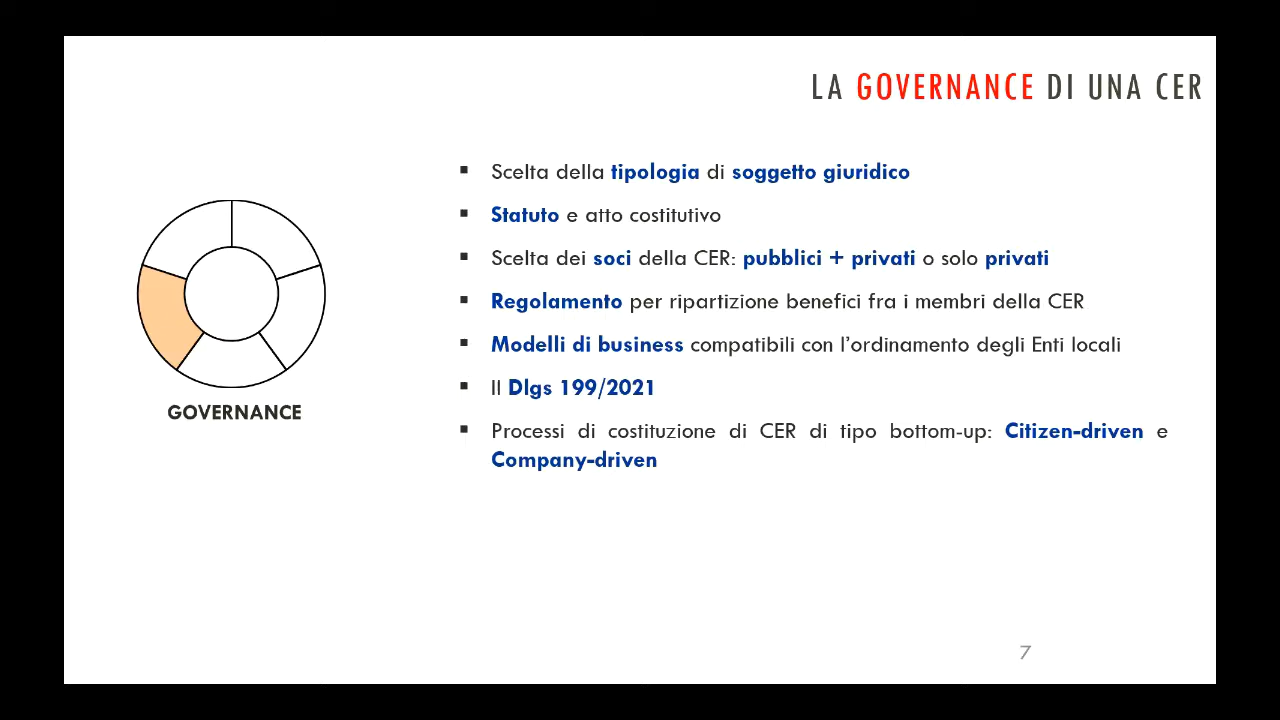 LA GOVERNANCE DI UNA CER
▪ Scelta della tipologia di soggetto giuridico
▪ Statuto e atto costitutivo
▪ Scelta dei soci della CER: pubblici + privati o solo privati
▪ Regolamento per ripartizione benefici fra i membri della CER
▪ Modelli di business compatibili con l'ordinamento degli Enti locali
▪ Il Dlgs 199/2021
▪ Processi di costituzione di CER di tipo bottom-up: Citizen-driven e
Company-driven
GOVERNANCE
7